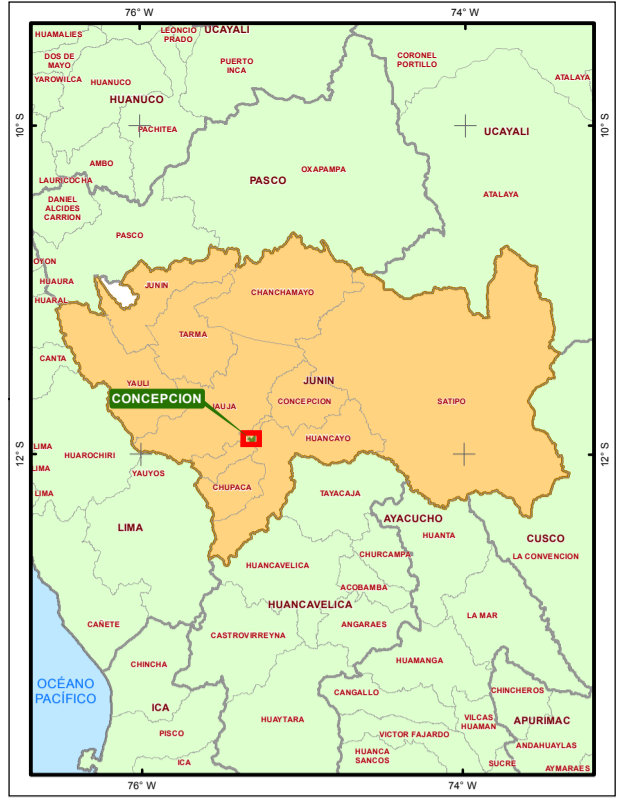 76° W
74° W
HUAMALIES
LEONCIO
PRADO
UCAYALI
DOS DE
MAYO
PUERTO
INCA
CORONEL
PORTILLO
YAROWILCA
HUANUCO
ATALAYA
HUANUCO
10° S
10° S
PACHITEA
UCAYALI
AMBO
OXAPAMPA
LAURICOCHA
PASCO
DANIEL
ALCIDES
CARRION
ATALAYA
PASCO
OYON
HUAURA
JUNIN
CHANCHAMAYO
HUARAL
TARMA
CANTA
YAULI
JUNIN
CONCEPCION
JAUJA
CONCEPCION
SATIPO
HUANCAYO
LIMA
HUAROCHIRI
12° S
12° S
LIMA
YAUYOS
CHUPACA
LIMA
TAYACAJA
AYACUCHO
LIMA
HUANTA
CUSCO
CHURCAMPA
LA CONVENCION
HUANCAVELICA
ACOBAMBA
HUANCAVELICA
LA MAR
CAÑETE
ANGARAES
CASTROVIRREYNA
CHINCHA
HUAMANGA
OCÉANO
PACÍFICO
CANGALLO
CHINCHEROS
ICA
HUAYTARA
VILCAS
HUAMAN
APURIMAC
PISCO
VICTOR FAJARDO
ANDAHUAYLAS
HUANCA
SANCOS
ICA
SUCRE
AYMARAES
76° W
74° W